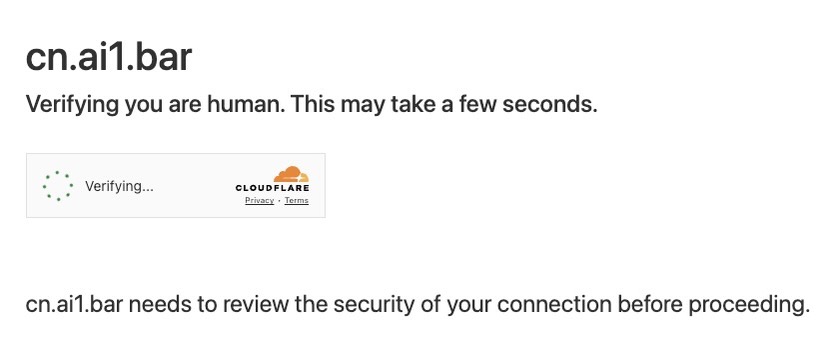 cn.ai1.bar
Verifying you are human. This may take a few seconds.
Verifying...
CLOUDFLARE
Privacy · Terms
cn.ai1.bar needs to review the security of your connection before proceeding.